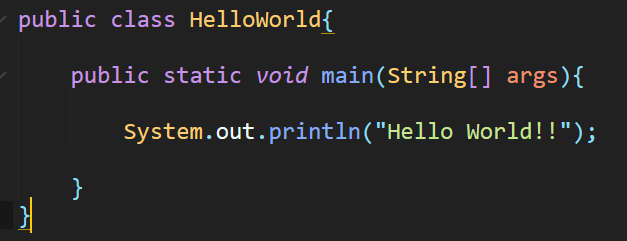 public class HelloWorld{
public static void main(String[] args){
System.out.println("Hello World!!");
}
}